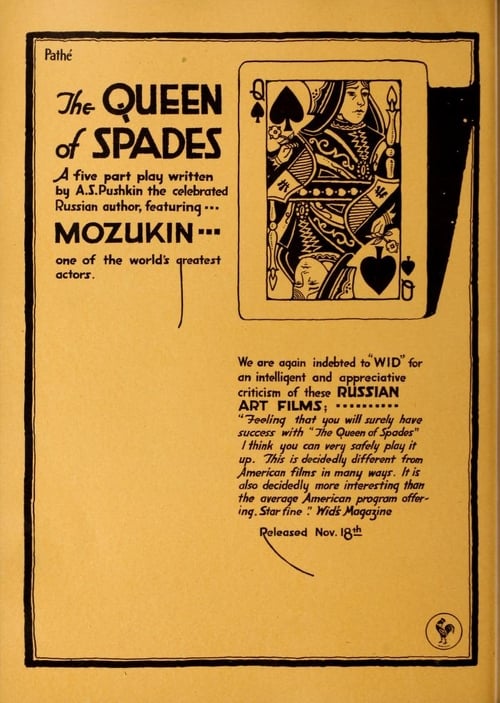 Pathé
The QUEEN
of SPADES
A five part play written
by A.S. Pushkin the celebrated
Russian author, featuring ---
MOZUKIN ---
one of the world's greatest
actors.
Q
Q
We are again indebted to "WID" for
an intelligent and appreciative
criticism of these RUSSIAN
ART FILMS; ----------
"Feeling that you will surely have
success with "The Queen of Spades"
I think you can very safely play it
up. This is decidedly different from
American films in many ways. It is
also decidedly more interesting than
the average American program offer-
ing. Star fine". Wid's Magazine
Released Nov. 18th